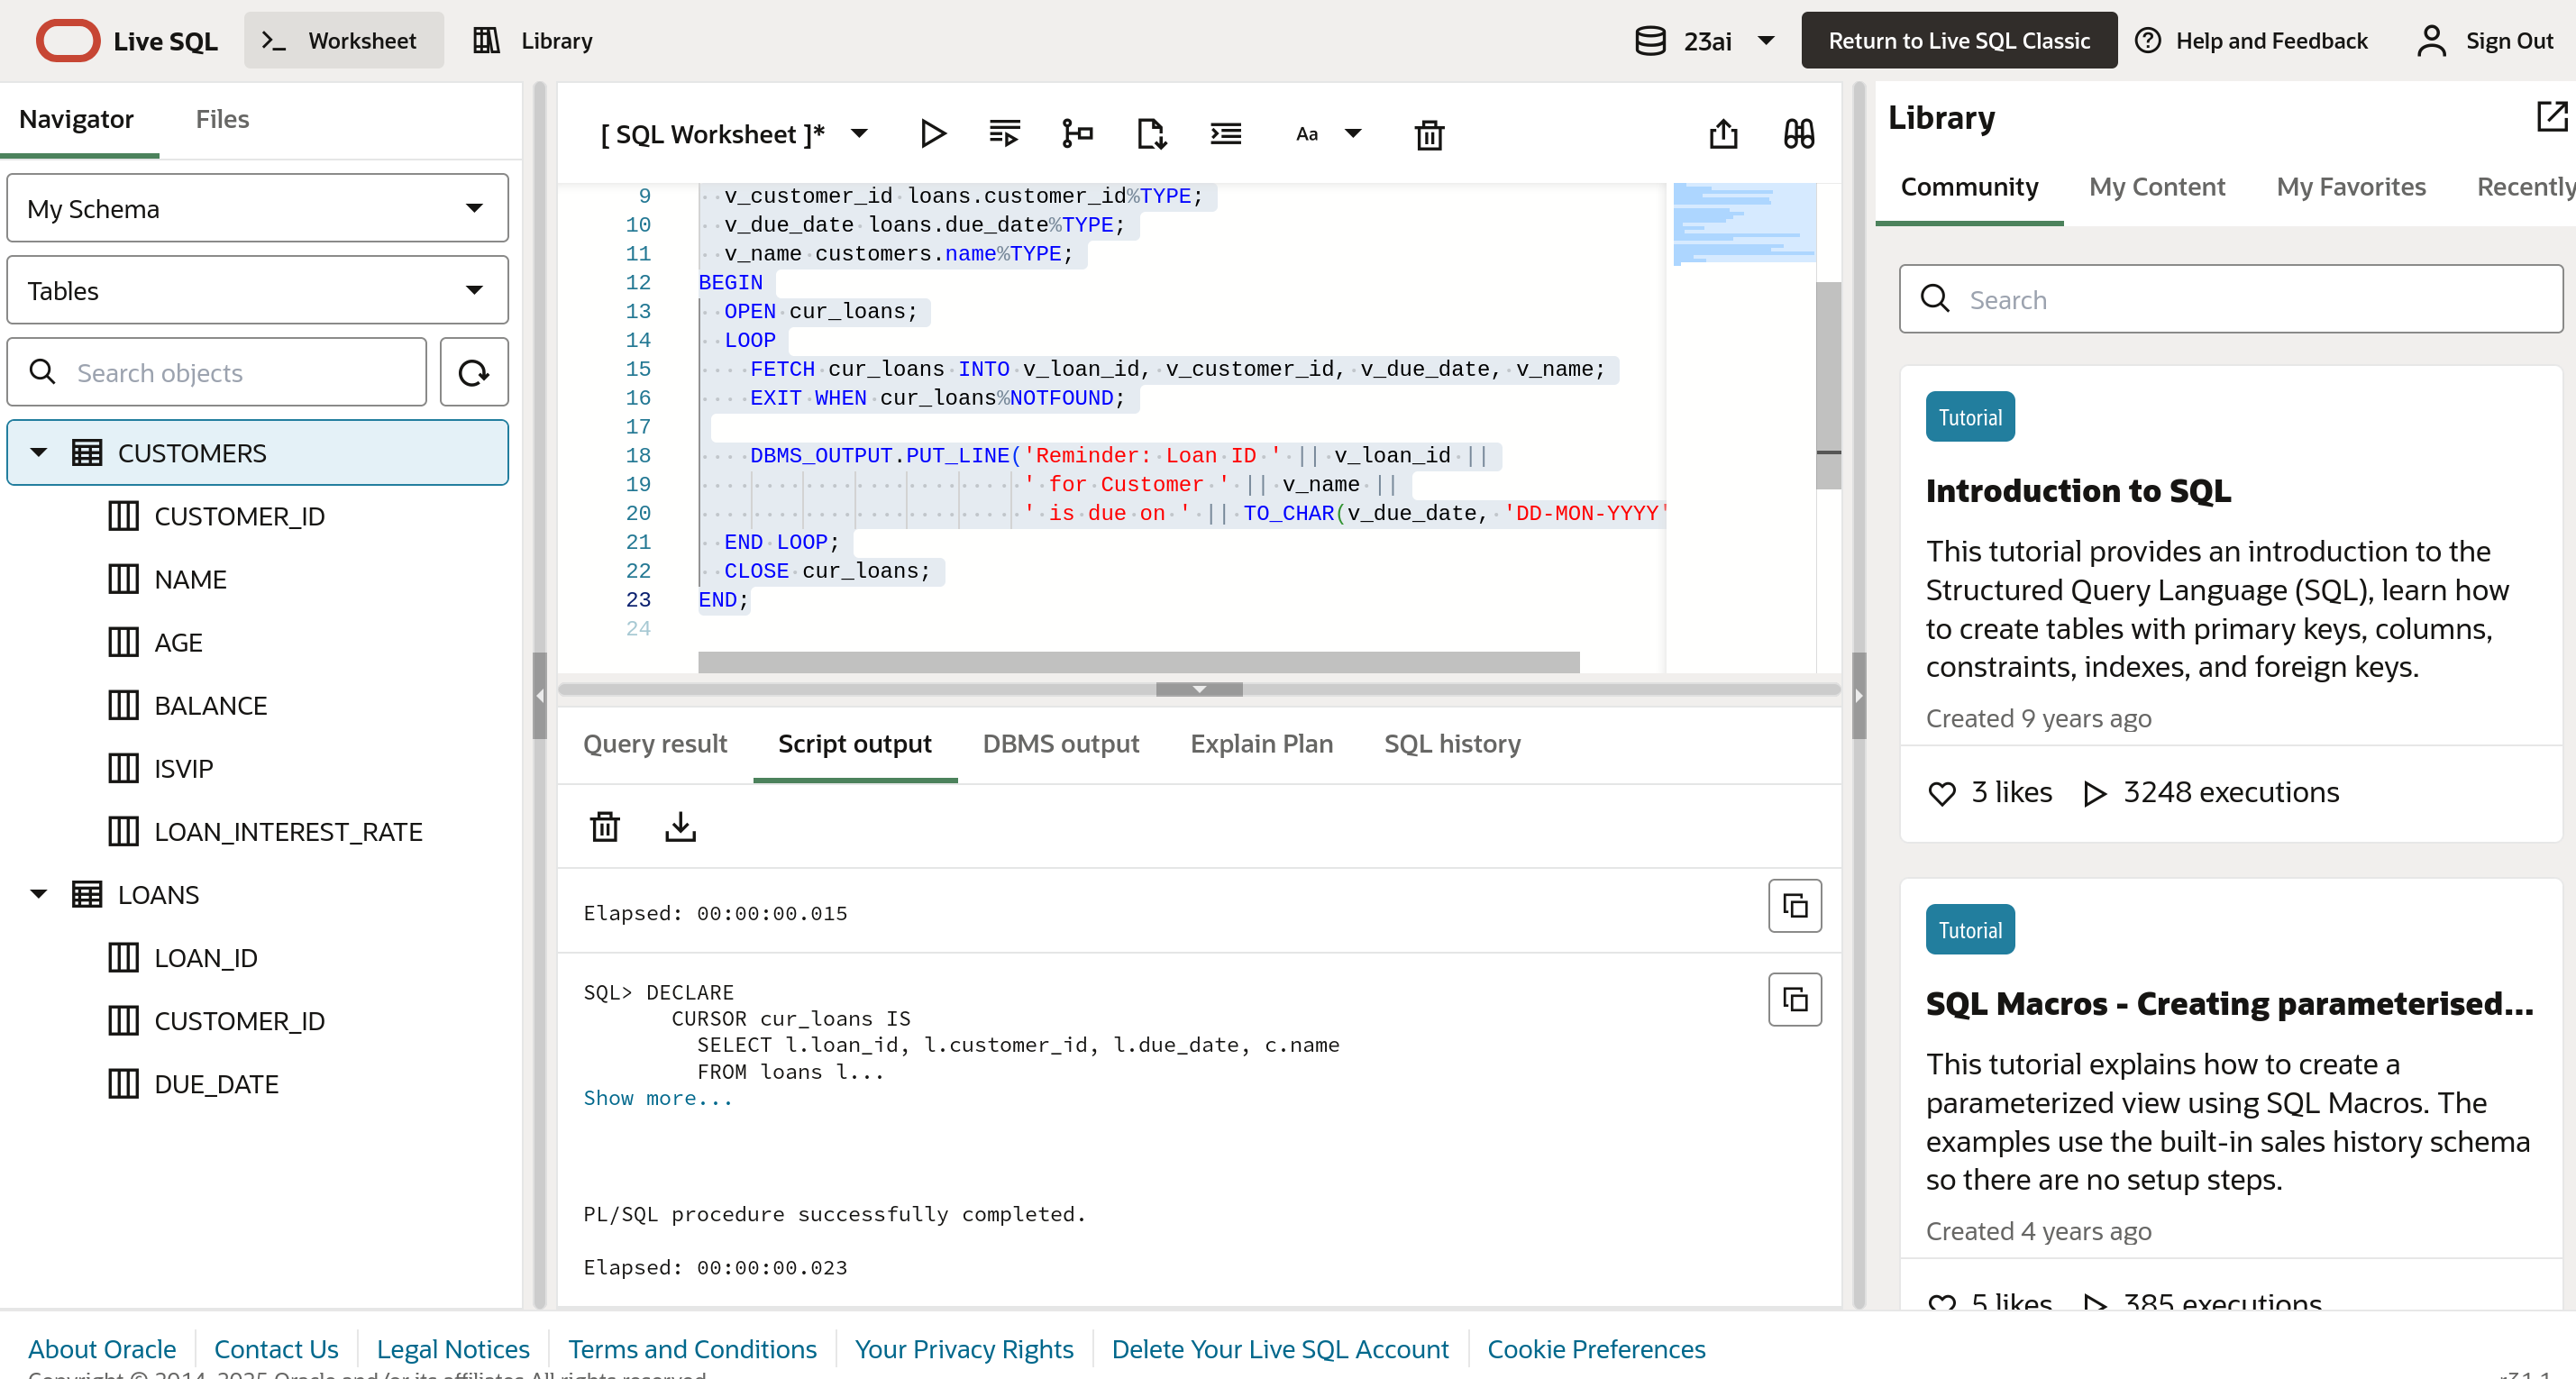 Live SQL
Worksheet
Library
23ai
Return to Live SQL Classic
Help and Feedback
Sign Out
Navigator
Files
My Schema
Tables
Search objects
CUSTOMERS
CUSTOMER_ID
NAME
AGE
BALANCE
ISVIP
LOAN_INTEREST_RATE
LOANS
LOAN_ID
CUSTOMER_ID
DUE_DATE
[ SQL Worksheet ]*
Aa
9 v_customer_id loans.customer_id%TYPE;
10 v_due_date loans.due_date%TYPE;
11 v_name customers.name%TYPE;
12 BEGIN
13 OPEN cur_loans;
14 LOOP
15 FETCH cur_loans INTO v_loan_id, v_customer_id, v_due_date, v_name;
16 EXIT WHEN cur_loans%NOTFOUND;
17
18 DBMS_OUTPUT.PUT_LINE('Reminder: Loan ID ' || v_loan_id ||
19 ' for Customer ' || v_name ||
20 ' is due on ' || TO_CHAR(v_due_date, 'DD-MON-YYYY'
21 END LOOP;
22 CLOSE cur_loans;
23 END;
24
Query result
Script output
DBMS output
Explain Plan
SQL history
Elapsed: 00:00:00.015
SQL> DECLARE
CURSOR cur_loans IS
SELECT l.loan_id, l.customer_id, l.due_date, c.name
FROM loans l...
Show more...
PL/SQL procedure successfully completed.
Elapsed: 00:00:00.023
Library
Community
My Content
My Favorites
Recently
Search
Tutorial
Introduction to SQL
This tutorial provides an introduction to the
Structured Query Language (SQL), learn how
to create tables with primary keys, columns,
constraints, indexes, and foreign keys.
Created 9 years ago
3 likes
3248 executions
Tutorial
SQL Macros - Creating parameterised...
This tutorial explains how to create a
parameterized view using SQL Macros. The
examples use the built-in sales history schema
so there are no setup steps.
Created 4 years ago
5 likes
385 executions
About Oracle
Contact Us
Legal Notices
Terms and Conditions
Your Privacy Rights
Delete Your Live SQL Account
Cookie Preferences
Copyright © 2014, 2025 Oracle and/or its affiliates All rights reserved.